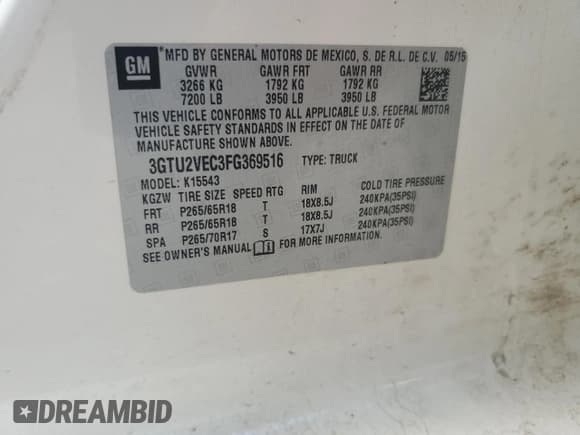 GM
MFD BY GENERAL MOTORS DE MEXICO, S. DE R.L. DE C.V. 05/15
GVWR GAWR FRT GAWR RR
3266 KG 1792 KG 1792 KG
7200 LB 3950 LB 3950 LB
THIS VEHICLE CONFORMS TO ALL APPLICABLE U.S. FEDERAL MOTOR
VEHICLE SAFETY STANDARDS IN EFFECT ON THE DATE OF
MANUFACTURE SHOWN ABOVE.
3GTU2VEC3FG369516 TYPE: TRUCK
MODEL: K15543
KGZW TIRE SIZE SPEED RTG RIM COLD TIRE PRESSURE
FRT P265/65R18 T 18X8.5J 240KPA(35PSI)
RR P265/65R18 T 18X8.5J 240KPA(35PSI)
SPA P265/70R17 S 17X7J 240KPA(35PSI)
SEE OWNER'S MANUAL FOR MORE INFORMATION.
DREAMBID